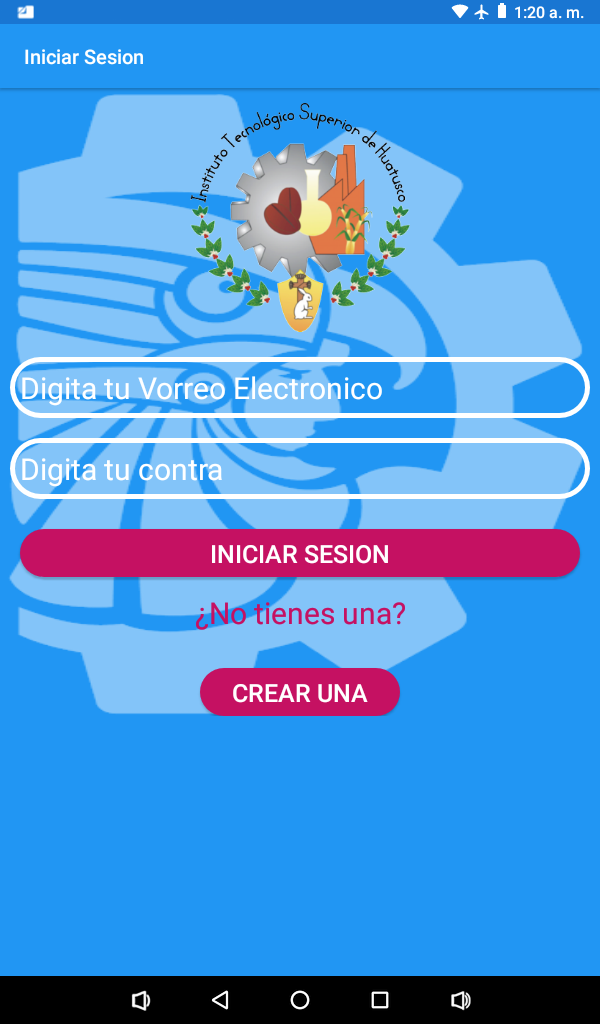 1:20 a. m.
Iniciar Sesion
Instituto Tecnológico Superior de Huatusco
Digita tu Vorreo Electronico
Digita tu contra
INICIAR SESION
¿No tienes una?
CREAR UNA